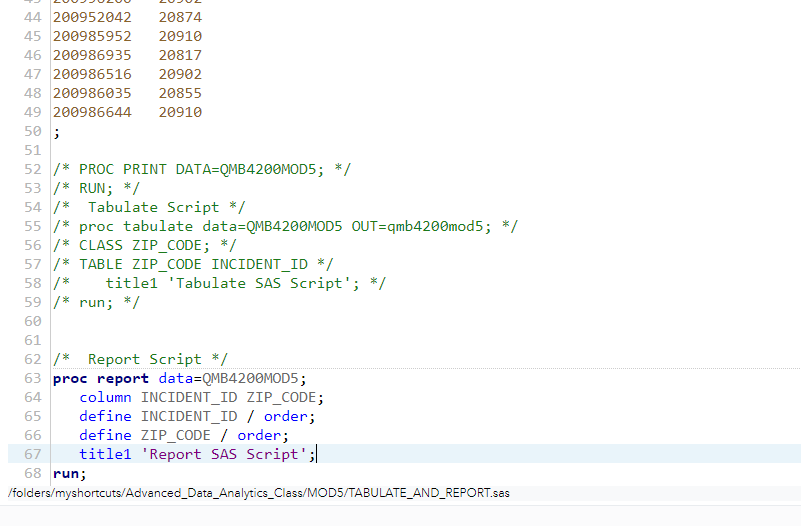 44 200952042 20874
45 200985952 20910
46 200986935 20817
47 200986516 20902
48 200986035 20855
49 200986644 20910
50 ;
51
52 /* PROC PRINT DATA=QMB4200MOD5; */
53 /* RUN; */
54 /*  Tabulate Script */
55 /* proc tabulate data=QMB4200MOD5 OUT=qmb4200mod5; */
56 /* CLASS ZIP_CODE; */
57 /* TABLE ZIP_CODE INCIDENT_ID */
58 /*    title1 'Tabulate SAS Script'; */
59 /* run; */
60
61
62 /*  Report Script */
63 proc report data=QMB4200MOD5;
64    column INCIDENT_ID ZIP_CODE;
65    define INCIDENT_ID / order;
66    define ZIP_CODE / order;
67    title1 'Report SAS Script';
68 run;
/folders/myshortcuts/Advanced_Data_Analytics_Class/MOD5/TABULATE_AND_REPORT.sas